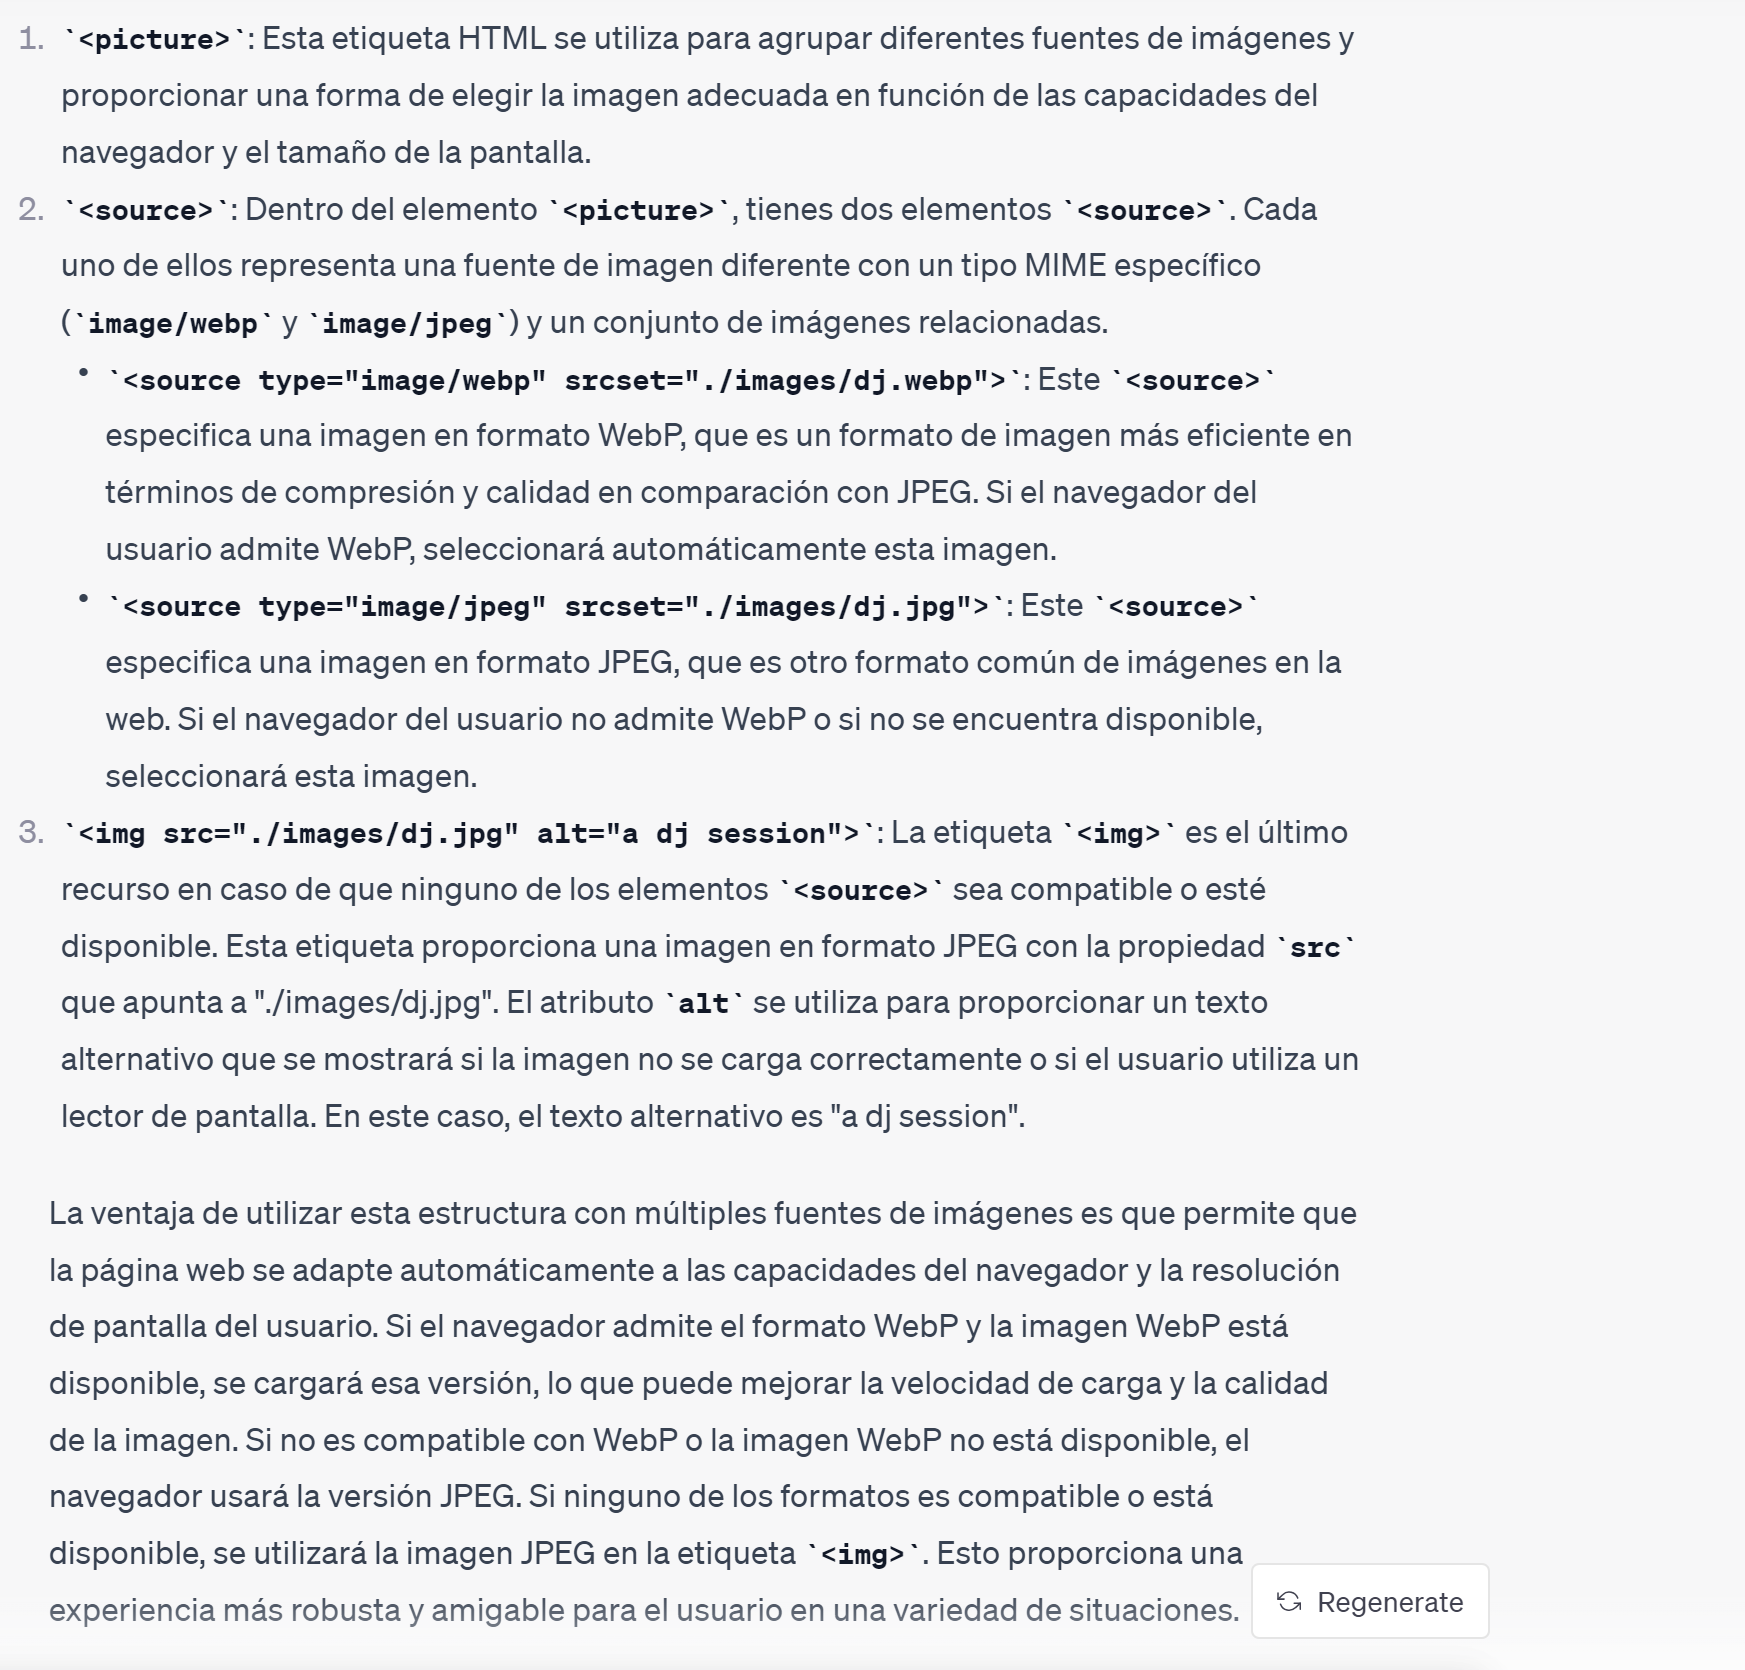 1. `<picture>`: Esta etiqueta HTML se utiliza para agrupar diferentes fuentes de imágenes y
proporcionar una forma de elegir la imagen adecuada en función de las capacidades del
navegador y el tamaño de la pantalla.
2. `<source>`: Dentro del elemento `<picture>`, tienes dos elementos `<source>`. Cada
uno de ellos representa una fuente de imagen diferente con un tipo MIME específico
(`image/webp` y `image/jpeg`) y un conjunto de imágenes relacionadas.
• `<source type="image/webp" srcset="./images/dj.webp">`: Este `<source>`
especifica una imagen en formato WebP, que es un formato de imagen más eficiente en
términos de compresión y calidad en comparación con JPEG. Si el navegador del
usuario admite WebP, seleccionará automáticamente esta imagen.
• `<source type="image/jpeg" srcset="./images/dj.jpg">`: Este `<source>`
especifica una imagen en formato JPEG, que es otro formato común de imágenes en la
web. Si el navegador del usuario no admite WebP o si no se encuentra disponible,
seleccionará esta imagen.
3. `<img src="./images/dj.jpg" alt="a dj session">`: La etiqueta `<img>` es el último
recurso en caso de que ninguno de los elementos `<source>` sea compatible o esté
disponible. Esta etiqueta proporciona una imagen en formato JPEG con la propiedad `src`
que apunta a "./images/dj.jpg". El atributo `alt` se utiliza para proporcionar un texto
alternativo que se mostrará si la imagen no se carga correctamente o si el usuario utiliza un
lector de pantalla. En este caso, el texto alternativo es "a dj session".
La ventaja de utilizar esta estructura con múltiples fuentes de imágenes es que permite que
la página web se adapte automáticamente a las capacidades del navegador y la resolución
de pantalla del usuario. Si el navegador admite el formato WebP y la imagen WebP está
disponible, se cargará esa versión, lo que puede mejorar la velocidad de carga y la calidad
de la imagen. Si no es compatible con WebP o la imagen WebP no está disponible, el
navegador usará la versión JPEG. Si ninguno de los formatos es compatible o está
disponible, se utilizará la imagen JPEG en la etiqueta `<img>`. Esto proporciona una
experiencia más robusta y amigable para el usuario en una variedad de situaciones.
Regenerate